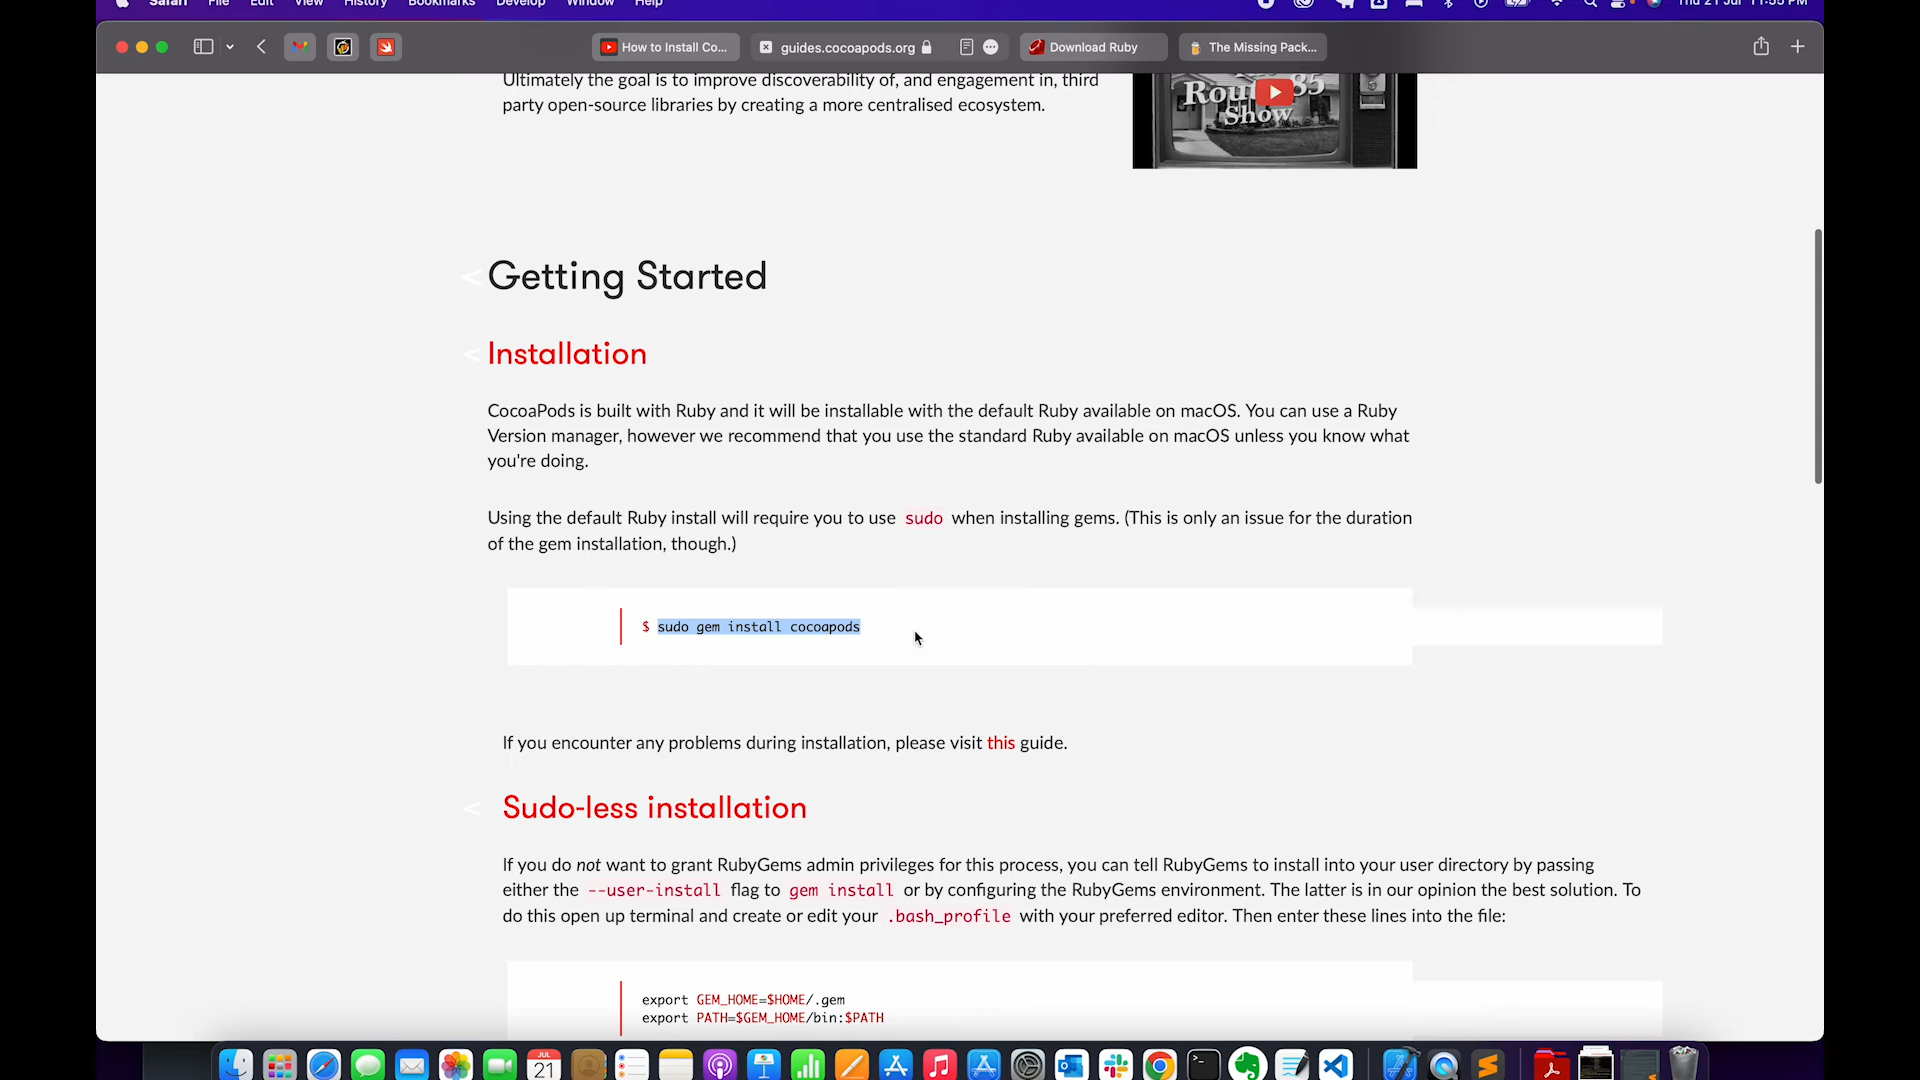 Safari File Edit View History Bookmarks Develop Window Help Thu 21 Jul 11:55 PM
How to Install Co... guides.cocoapods.org Download Ruby The Missing Pack...
Ultimately the goal is to improve discoverability of, and engagement in, third
party open-source libraries by creating a more centralised ecosystem.
Route 85
Show
Getting Started
Installation
CocoaPods is built with Ruby and it will be installable with the default Ruby available on macOS. You can use a Ruby
Version manager, however we recommend that you use the standard Ruby available on macOS unless you know what
you're doing.
Using the default Ruby install will require you to use sudo when installing gems. (This is only an issue for the duration
of the gem installation, though.)
$ sudo gem install cocoapods
If you encounter any problems during installation, please visit this guide.
Sudo-less installation
If you do not want to grant RubyGems admin privileges for this process, you can tell RubyGems to install into your user directory by passing
either the --user-install flag to gem install or by configuring the RubyGems environment. The latter is in our opinion the best solution. To
do this open up terminal and create or edit your .bash_profile with your preferred editor. Then enter these lines into the file:
export GEM_HOME=$HOME/.gem
export PATH=$GEM_HOME/bin:$PATH
JUL
21